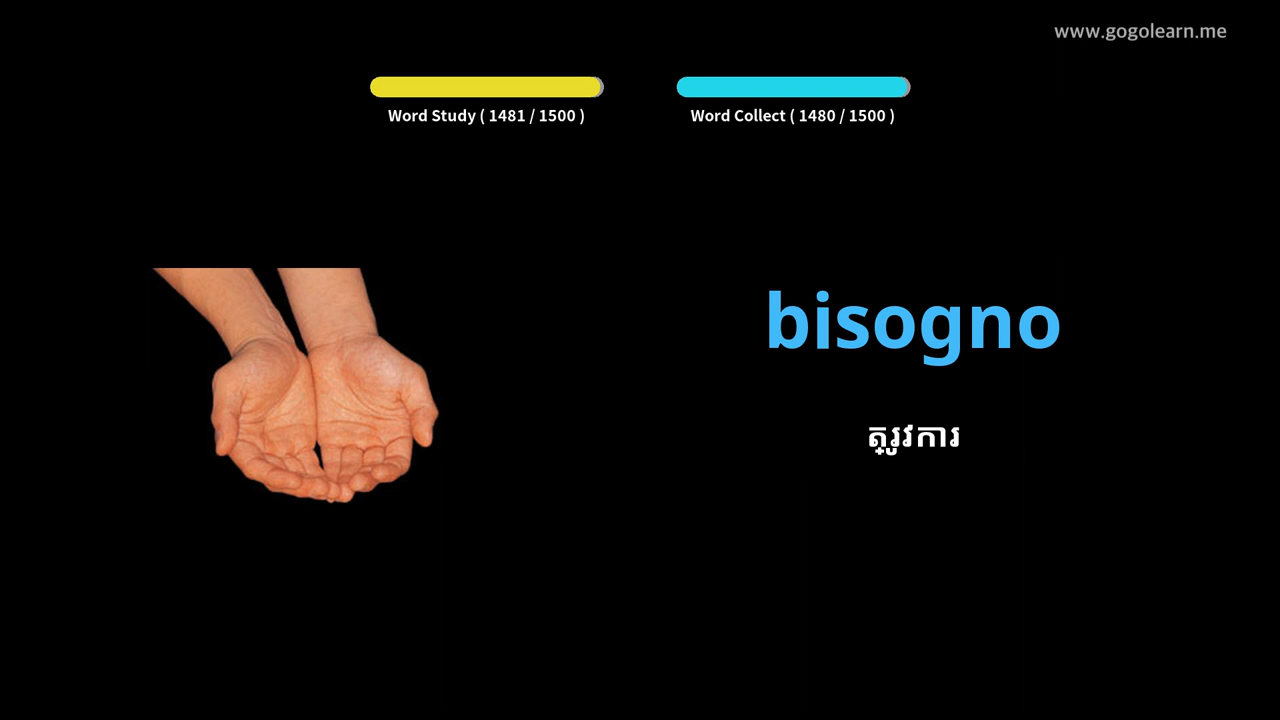 www.gogolearn.me
Word Study ( 1481 / 1500 )
Word Collect ( 1480 / 1500 )
bisogno
ត្រូវការ